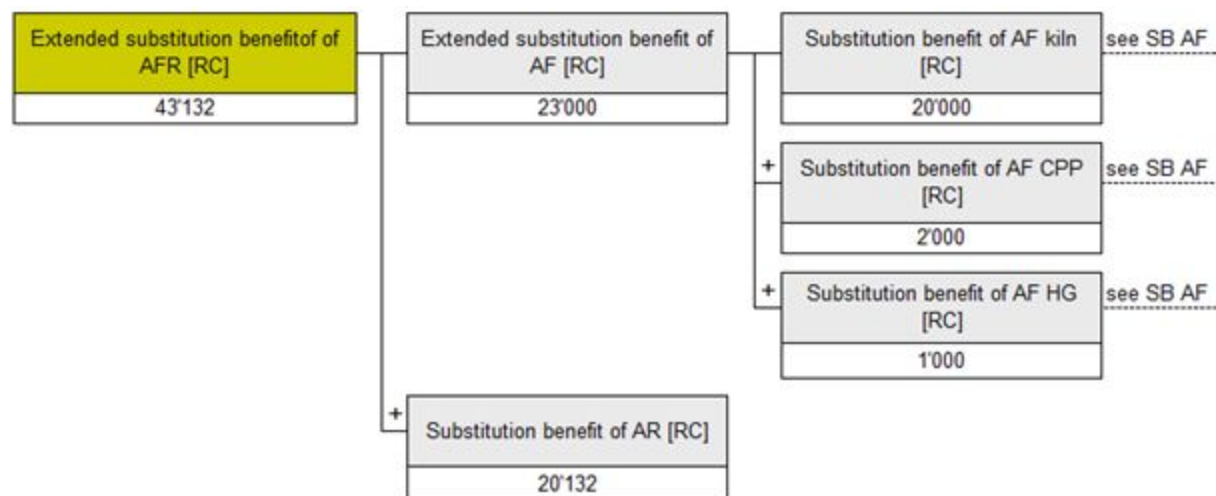 Extended substitution benefitof of
AFR [RC]
43'132
Extended substitution benefit of
AF [RC]
23'000
Substitution benefit of AF kiln
[RC]
20'000
see SB AF
+
Substitution benefit of AF CPP
[RC]
2'000
see SB AF
+
Substitution benefit of AF HG
[RC]
1'000
see SB AF
+
Substitution benefit of AR [RC]
20'132